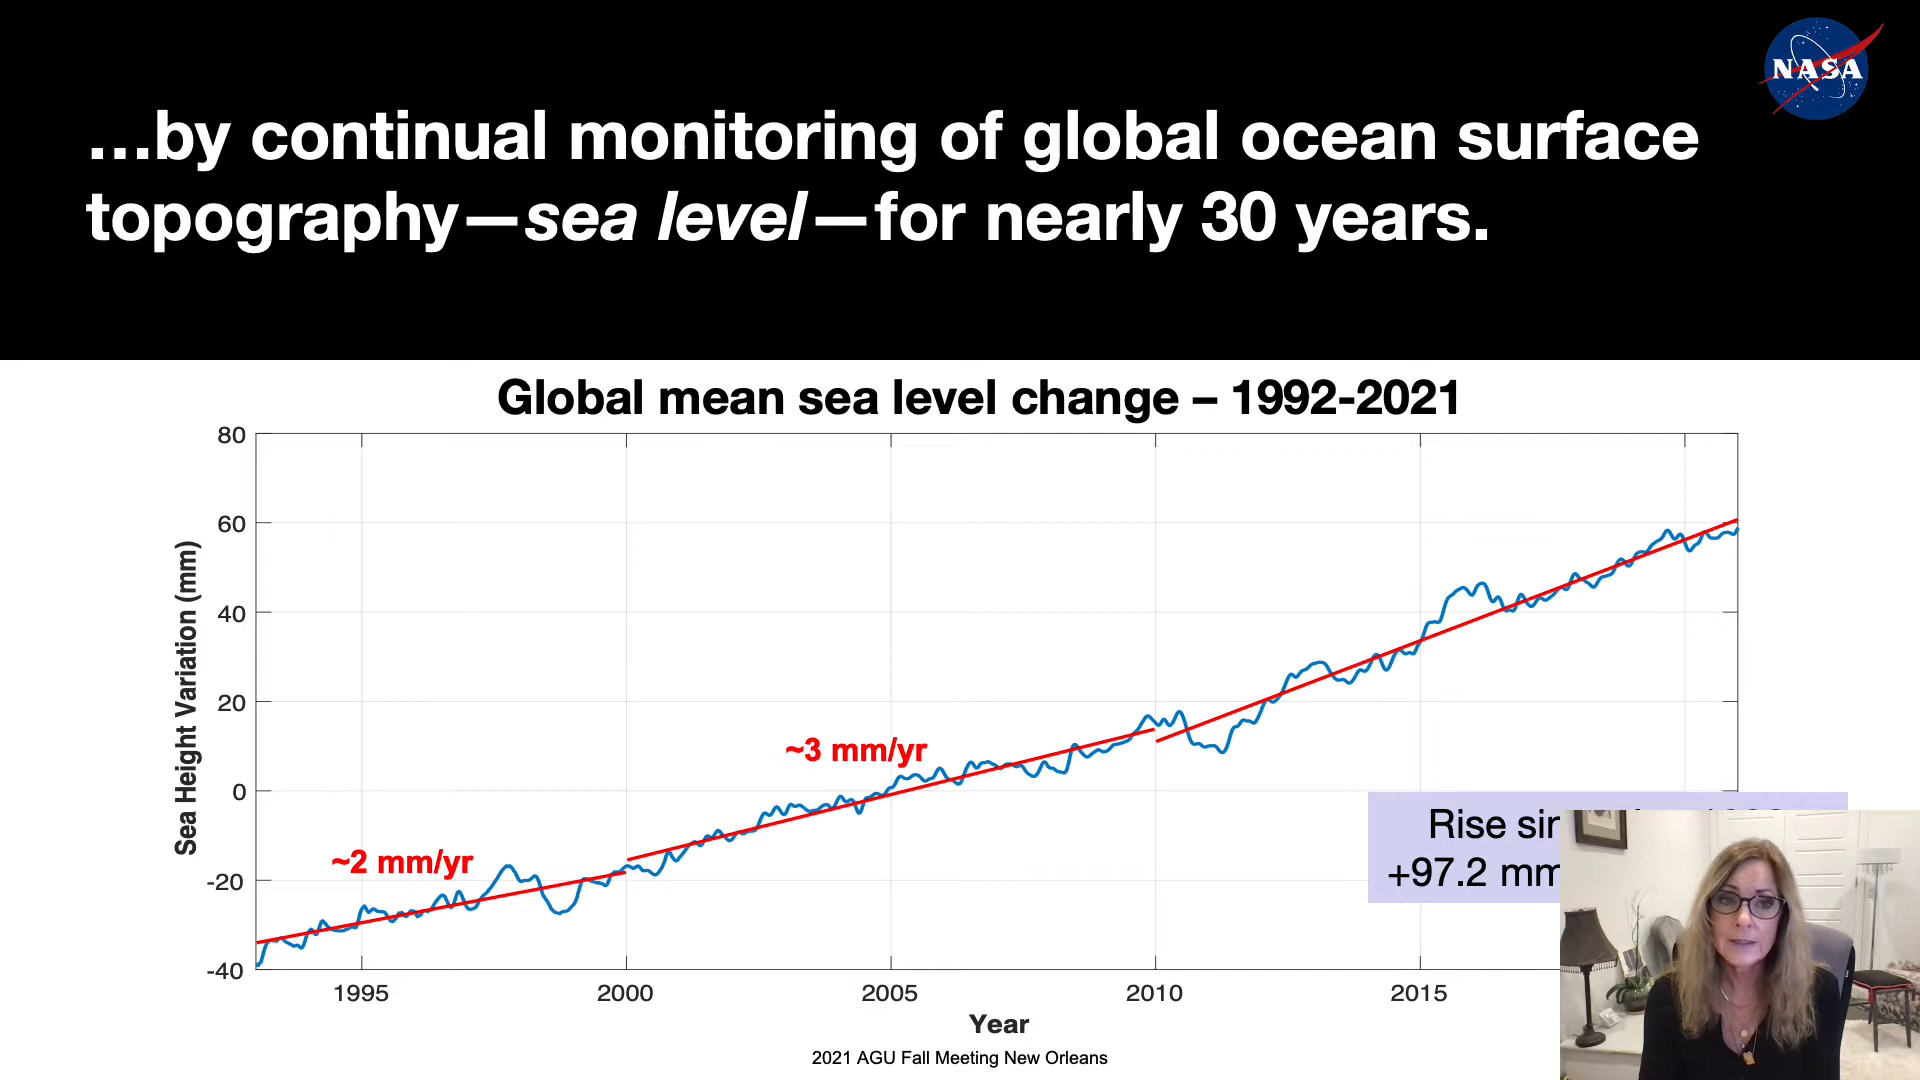 NASA
…by continual monitoring of global ocean surface
topography—sea level—for nearly 30 years.
Global mean sea level change – 1992-2021
80
60
40
20
0
-20
-40
Sea Height Variation (mm)
~3 mm/yr
~2 mm/yr
Rise
+97.2 mm
1995
2000
2005
2010
2015
Year
2021 AGU Fall Meeting New Orleans